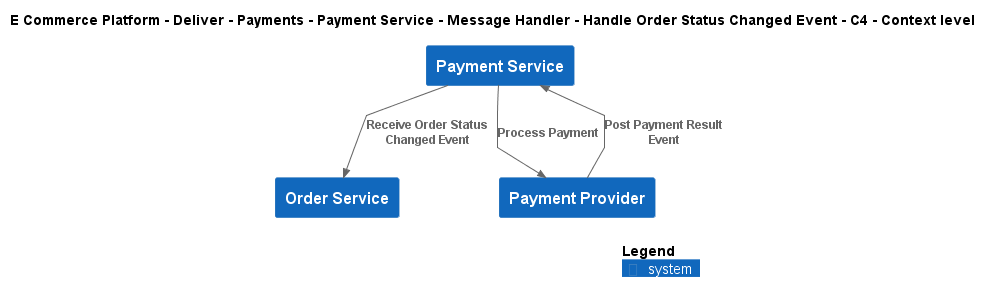 E Commerce Platform - Deliver - Payments - Payment Service - Message Handler - Handle Order Status Changed Event - C4 - Context level
Payment Service
Receive Order Status
Changed Event
Process Payment
Post Payment Result
Event
Order Service
Payment Provider
Legend
system